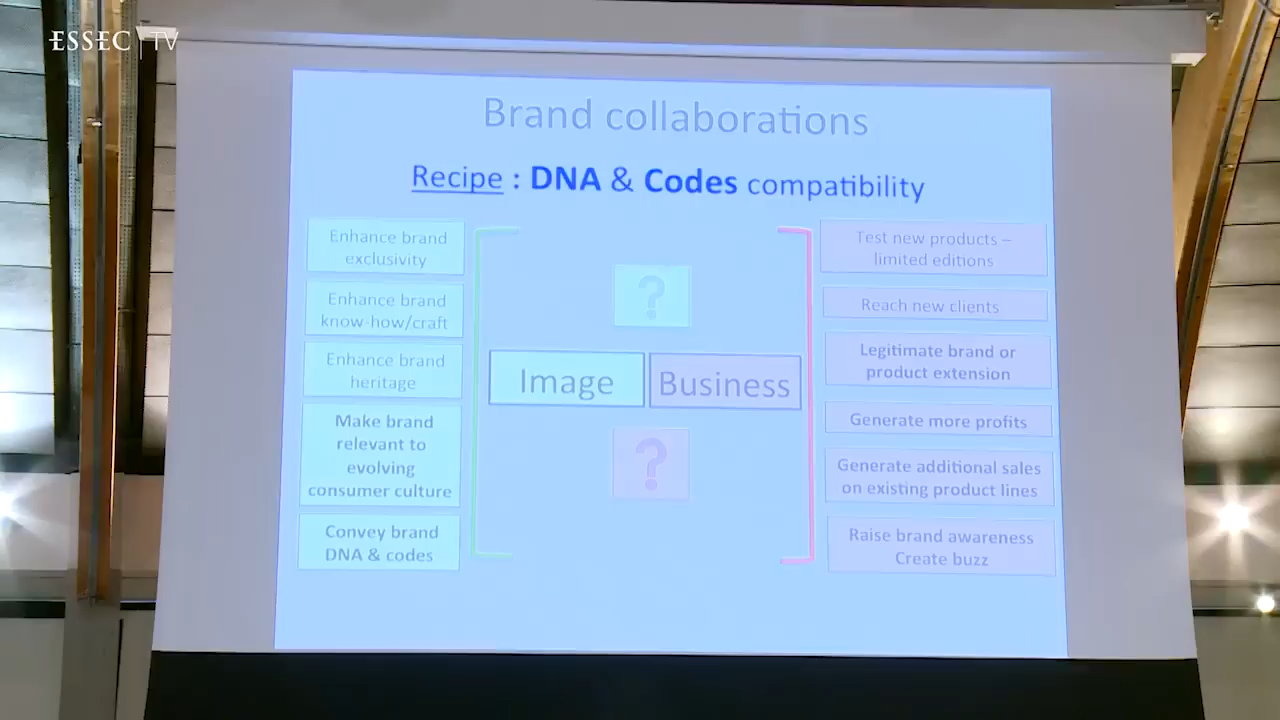 ESSEC TV
Brand collaborations
Recipe : DNA & Codes compatibility
Enhance brand
exclusivity
Enhance brand
know-how/craft
Enhance brand
heritage
Make brand
relevant to
evolving
consumer culture
Convey brand
DNA & codes
?
Image
Business
?
Test new products –
limited editions
Reach new clients
Legitimate brand or
product extension
Generate more profits
Generate additional sales
on existing product lines
Raise brand awareness
Create buzz